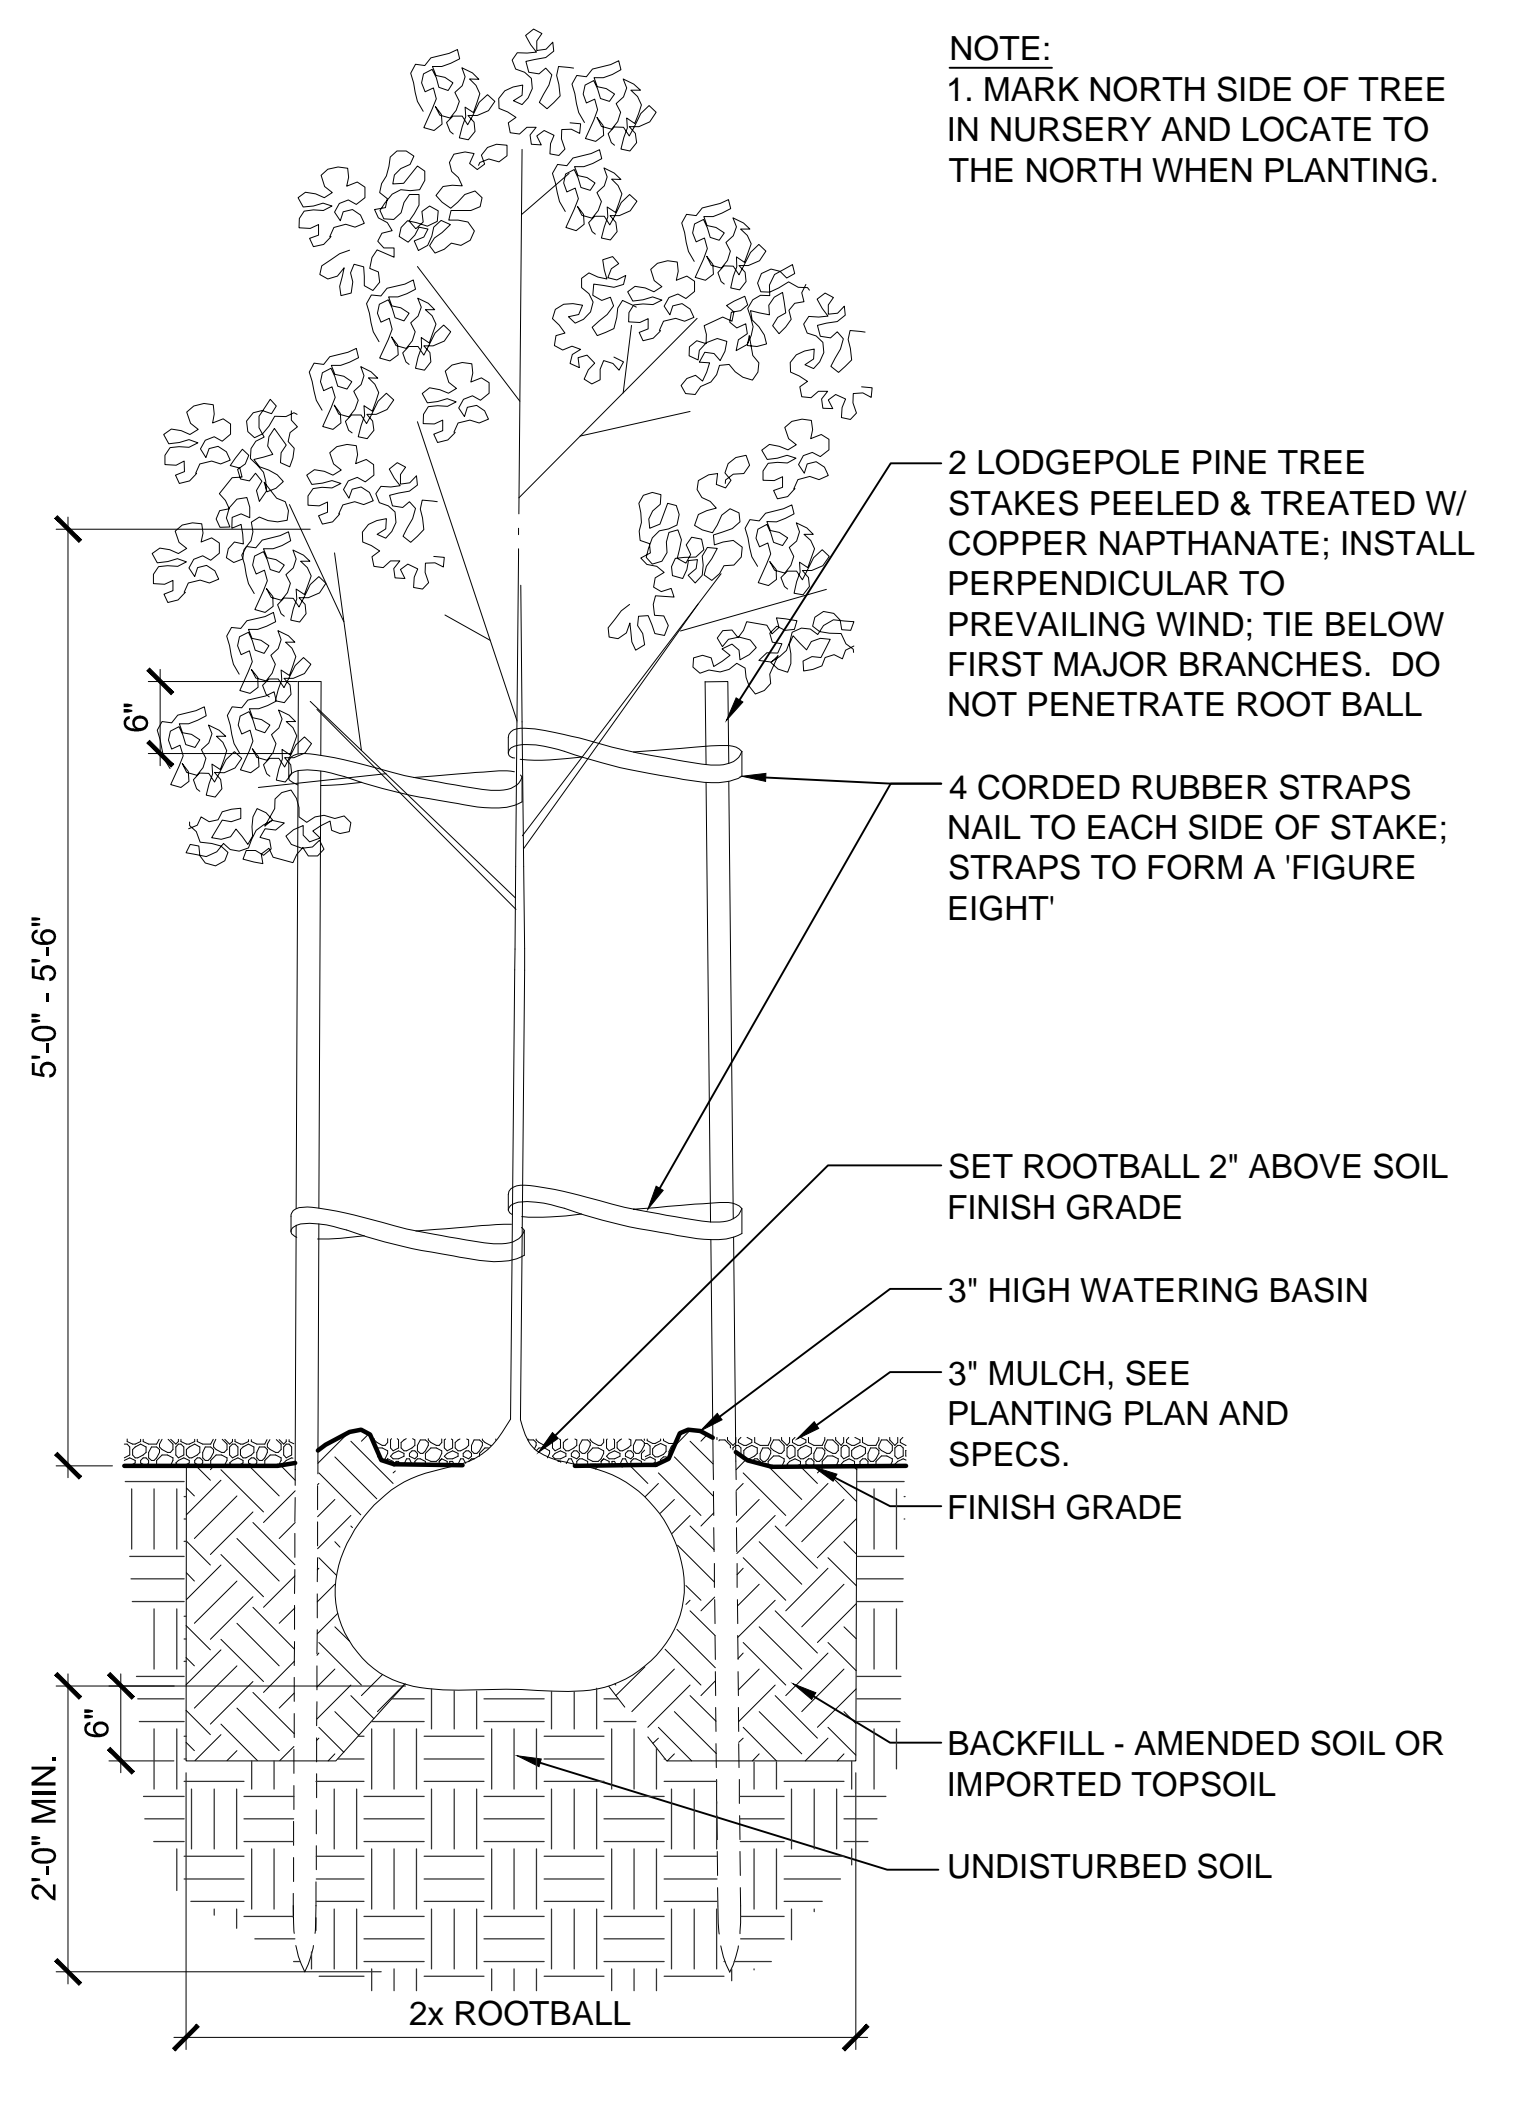 NOTE:
1. MARK NORTH SIDE OF TREE
IN NURSERY AND LOCATE TO
THE NORTH WHEN PLANTING.
2 LODGEPOLE PINE TREE
STAKES PEELED & TREATED W/
COPPER NAPTHANATE; INSTALL
PERPENDICULAR TO
PREVAILING WIND; TIE BELOW
FIRST MAJOR BRANCHES.  DO
NOT PENETRATE ROOT BALL
6"
4 CORDED RUBBER STRAPS
NAIL TO EACH SIDE OF STAKE;
STRAPS TO FORM A 'FIGURE
EIGHT'
5'-0" - 5'-6"
SET ROOTBALL 2" ABOVE SOIL
FINISH GRADE
3" HIGH WATERING BASIN
3" MULCH, SEE
PLANTING PLAN AND
SPECS.
FINISH GRADE
6"
BACKFILL - AMENDED SOIL OR
IMPORTED TOPSOIL
2'-0" MIN.
UNDISTURBED SOIL
2x ROOTBALL